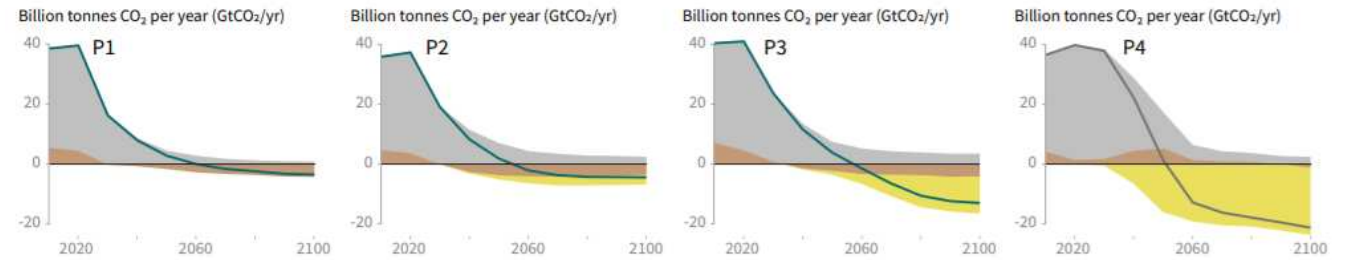 Billion tonnes CO₂ per year (GtCO₂/yr) Billion tonnes CO₂ per year (GtCO₂/yr) Billion tonnes CO₂ per year (GtCO₂/yr) Billion tonnes CO₂ per year (GtCO₂/yr)
40 P1 40 P2 40 P3 40 P4
20 20 20 20
0 0 0 0
-20 -20 -20 -20
2020 2060 2100 2020 2060 2100 2020 2060 2100 2020 2060 2100